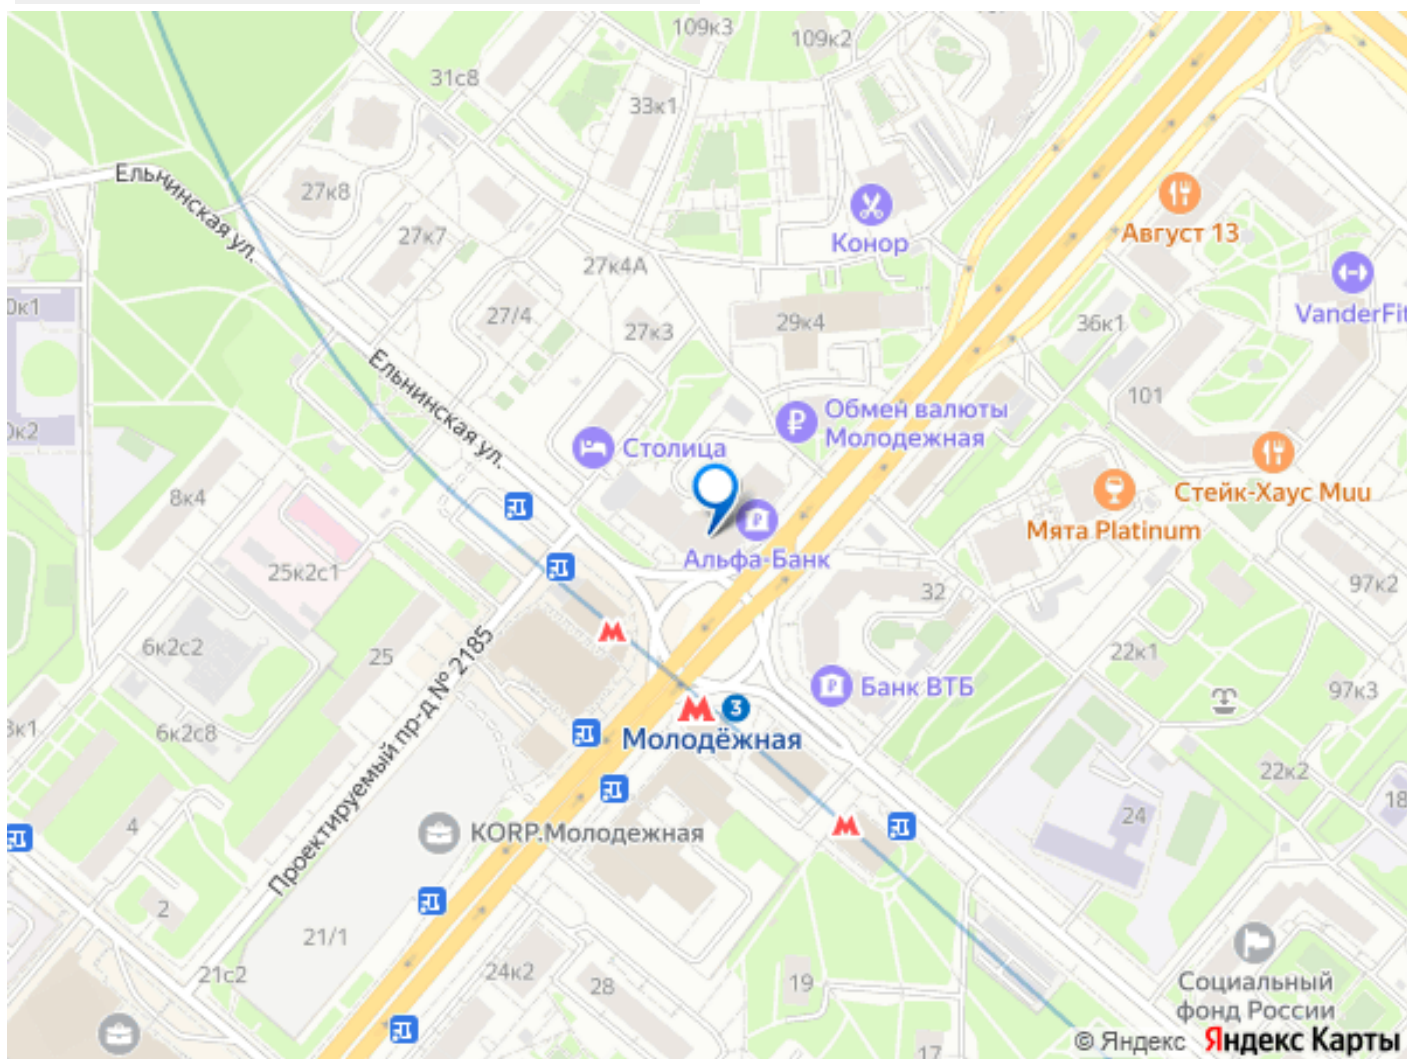 109к3
109к2
31с8
33к1
Ельнинская ул.
27к8
Конор
Август 13
27к7
27к4А
VanderFit
0к1
27/4
27к3
29к4
36к1
Ельнинская ул.
101
Обмен валюты
Молодежная
0к2
Столица
8к4
Стейк-Хаус Muu
Мята Platinum
Альфа-Банк
25к2с1
32
97к2
6к2с2
25
22к1
Проектируемый пр-д № 2185
Банк ВТБ
97к3
3
3к1
6к2с8
Молодёжная
22к2
18
4
KORP.Молодежная
24
2
21/1
21с2
24к2
28
19
Социальный
фонд России
17
© Яндекс Яндекс Карты